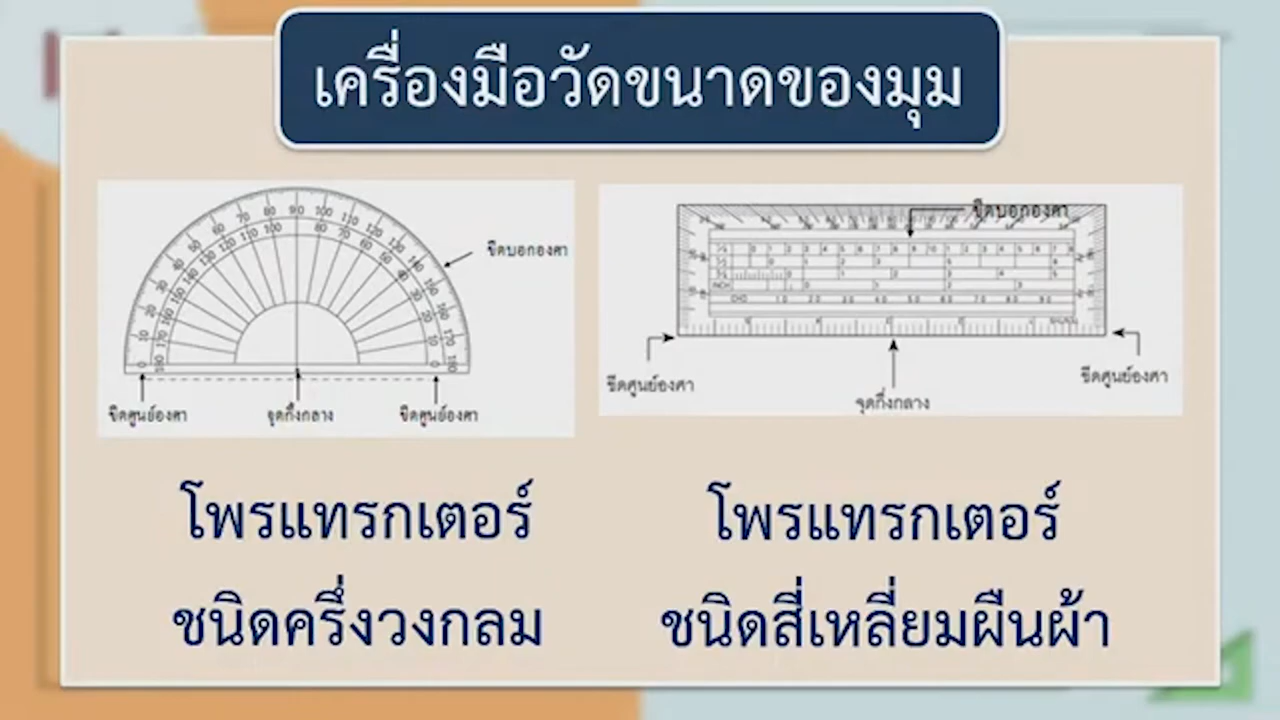 เครื่องมือวัดขนาดของมุม
ขีดบอกองศา
ขีดศูนย์องศา
จุดกึ่งกลาง
ขีดศูนย์องศา
ขีดบอกองศา
ขีดศูนย์องศา
จุดกึ่งกลาง
ขีดศูนย์องศา
โพรแทรกเตอร์
ชนิดครึ่งวงกลม
โพรแทรกเตอร์
ชนิดสี่เหลี่ยมผืนผ้า